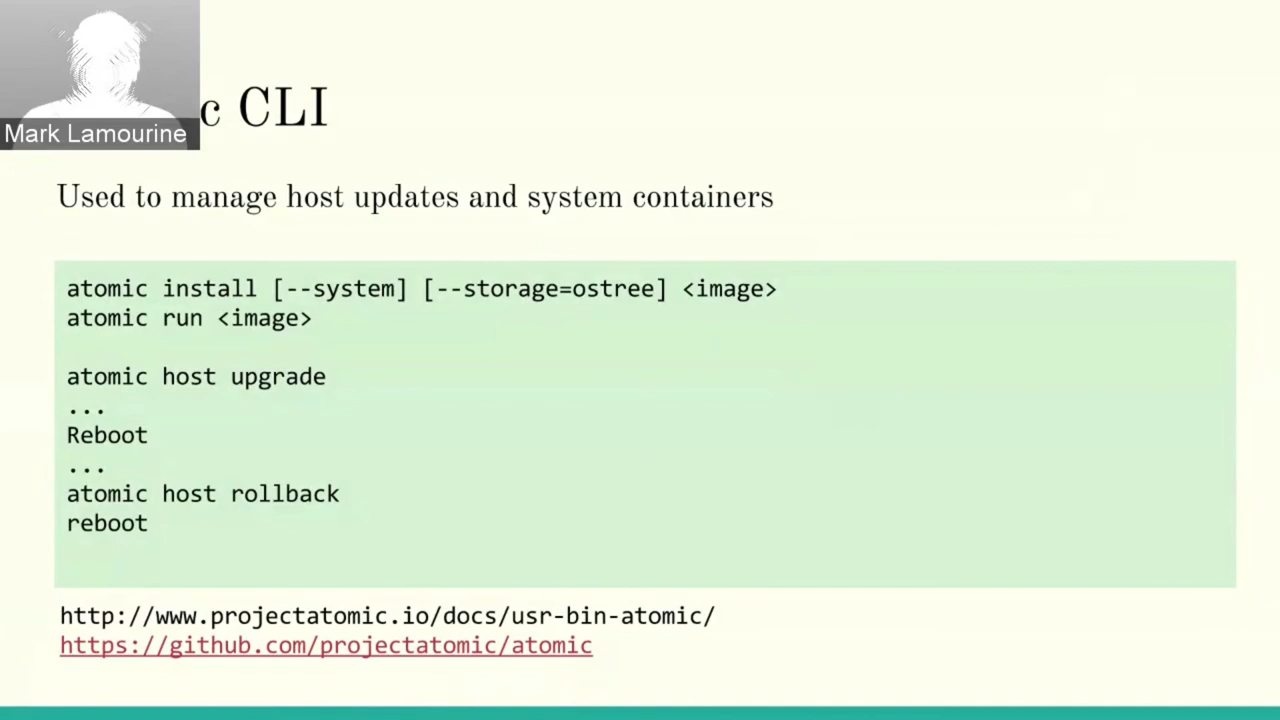 c CLI
Mark Lamourine
Used to manage host updates and system containers
atomic install [--system] [--storage=ostree] <image>
atomic run <image>
atomic host upgrade
...
Reboot
...
atomic host rollback
reboot
http://www.projectatomic.io/docs/usr-bin-atomic/
https://github.com/projectatomic/atomic